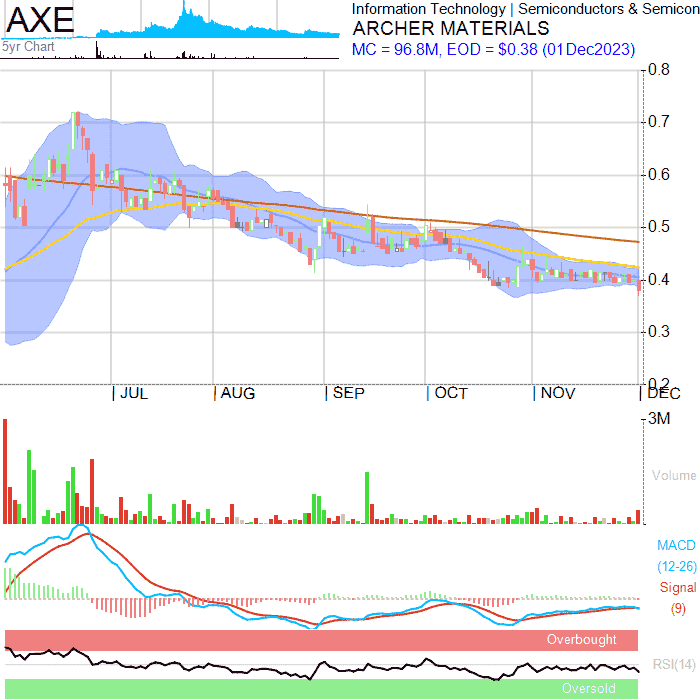 AXE
5yr Chart
Information Technology | Semiconductors & Semicon
ARCHER MATERIALS
MC = 96.8M, EOD = $0.38 (01Dec2023)
0.8
0.7
0.6
0.5
0.4
0.3
0.2
| JUL | AUG | SEP | OCT | NOV | DEC
3M
Volume
MACD
(12-26)
Signal
(9)
Overbought
RSI(14)
Oversold